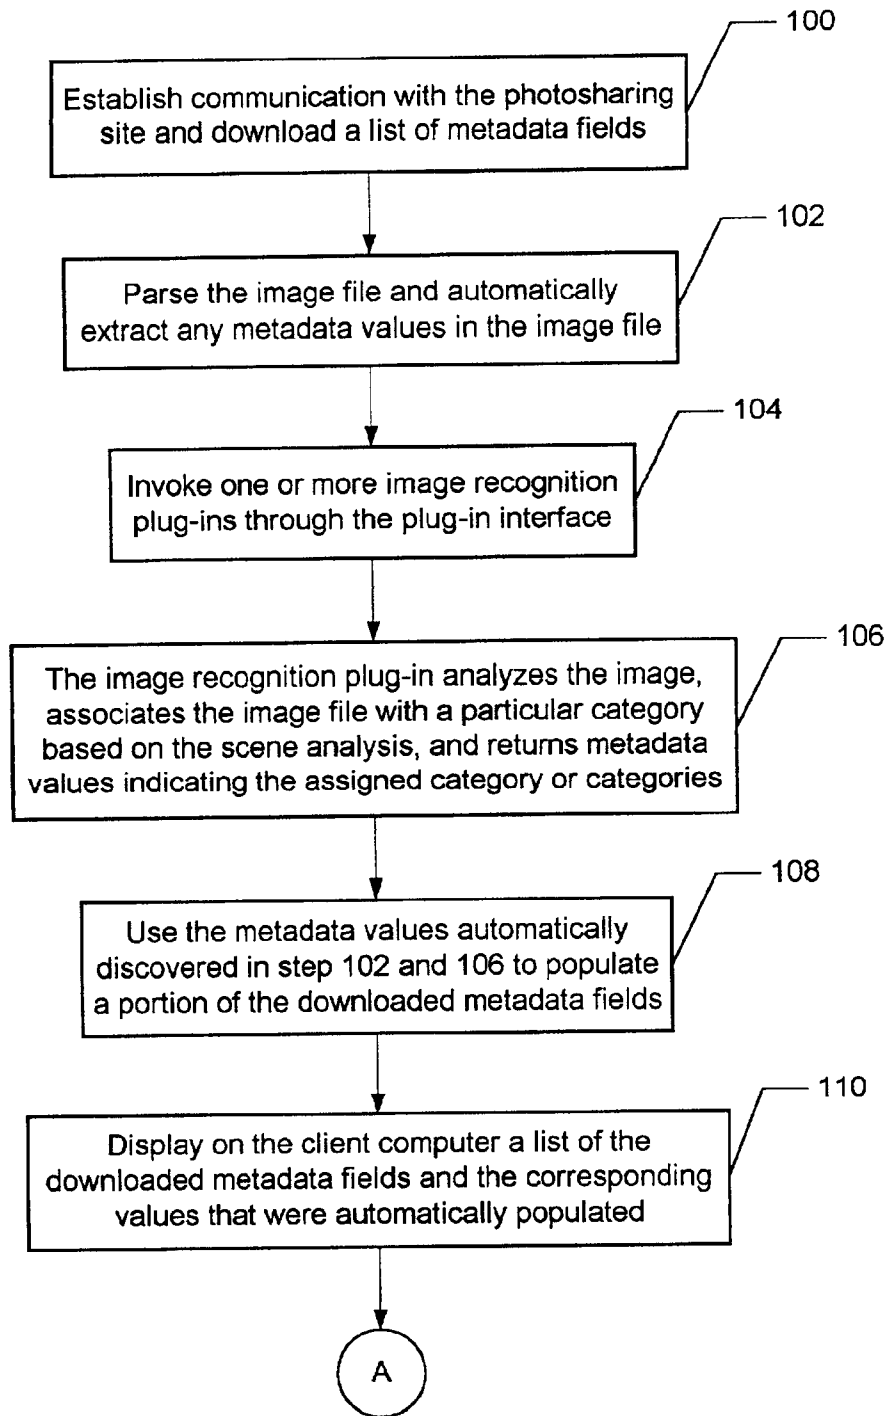 100
Establish communication with the photosharing
site and download a list of metadata fields
102
Parse the image file and automatically
extract any metadata values in the image file
104
Invoke one or more image recognition
plug-ins through the plug-in interface
106
The image recognition plug-in analyzes the image,
associates the image file with a particular category
based on the scene analysis, and returns metadata
values indicating the assigned category or categories
108
Use the metadata values automatically
discovered in step 102 and 106 to populate
a portion of the downloaded metadata fields
110
Display on the client computer a list of the
downloaded metadata fields and the corresponding
values that were automatically populated
A